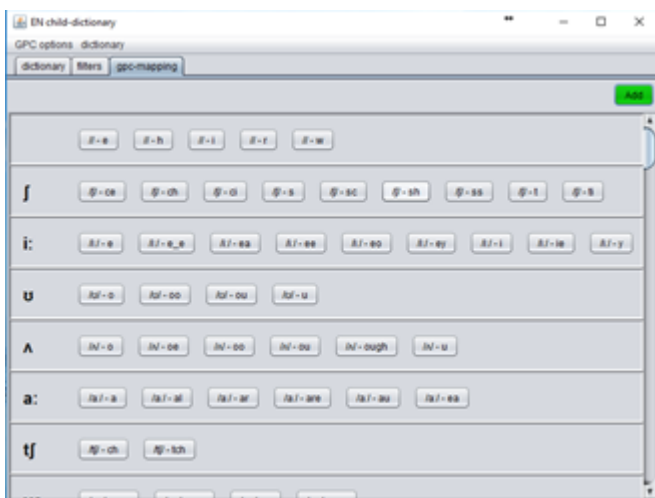 EN child-dictionary
GPC options dictionary
dictionary filters gpc-mapping
Add
// - e // - h // - i // - r // - w
ʃ /ʃ/ - ce /ʃ/ - ch /ʃ/ - ci /ʃ/ - s /ʃ/ - sc /ʃ/ - sh /ʃ/ - ss /ʃ/ - t /ʃ/ - ti
i: /i:/ - e /i:/ - e_e /i:/ - ea /i:/ - ee /i:/ - eo /i:/ - ey /i:/ - i /i:/ - ie /i:/ - y
ʊ /ʊ/ - o /ʊ/ - oo /ʊ/ - ou /ʊ/ - u
ʌ /ʌ/ - o /ʌ/ - oe /ʌ/ - oo /ʌ/ - ou /ʌ/ - ough /ʌ/ - u
a: /a:/ - a /a:/ - al /a:/ - ar /a:/ - are /a:/ - au /a:/ - ea
tʃ /tʃ/ - ch /tʃ/ - tch